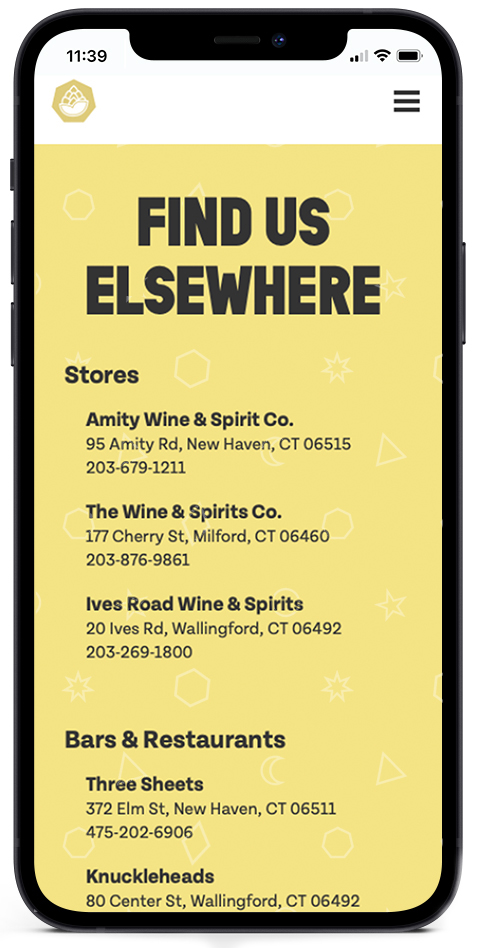 11:39
FIND US
ELSEWHERE
Stores
Amity Wine & Spirit Co.
95 Amity Rd, New Haven, CT 06515
203-679-1211
The Wine & Spirits Co.
177 Cherry St, Milford, CT 06460
203-876-9861
Ives Road Wine & Spirits
20 Ives Rd, Wallingford, CT 06492
203-269-1800
Bars & Restaurants
Three Sheets
372 Elm St, New Haven, CT 06511
475-202-6906
Knuckleheads
80 Center St, Wallingford, CT 06492